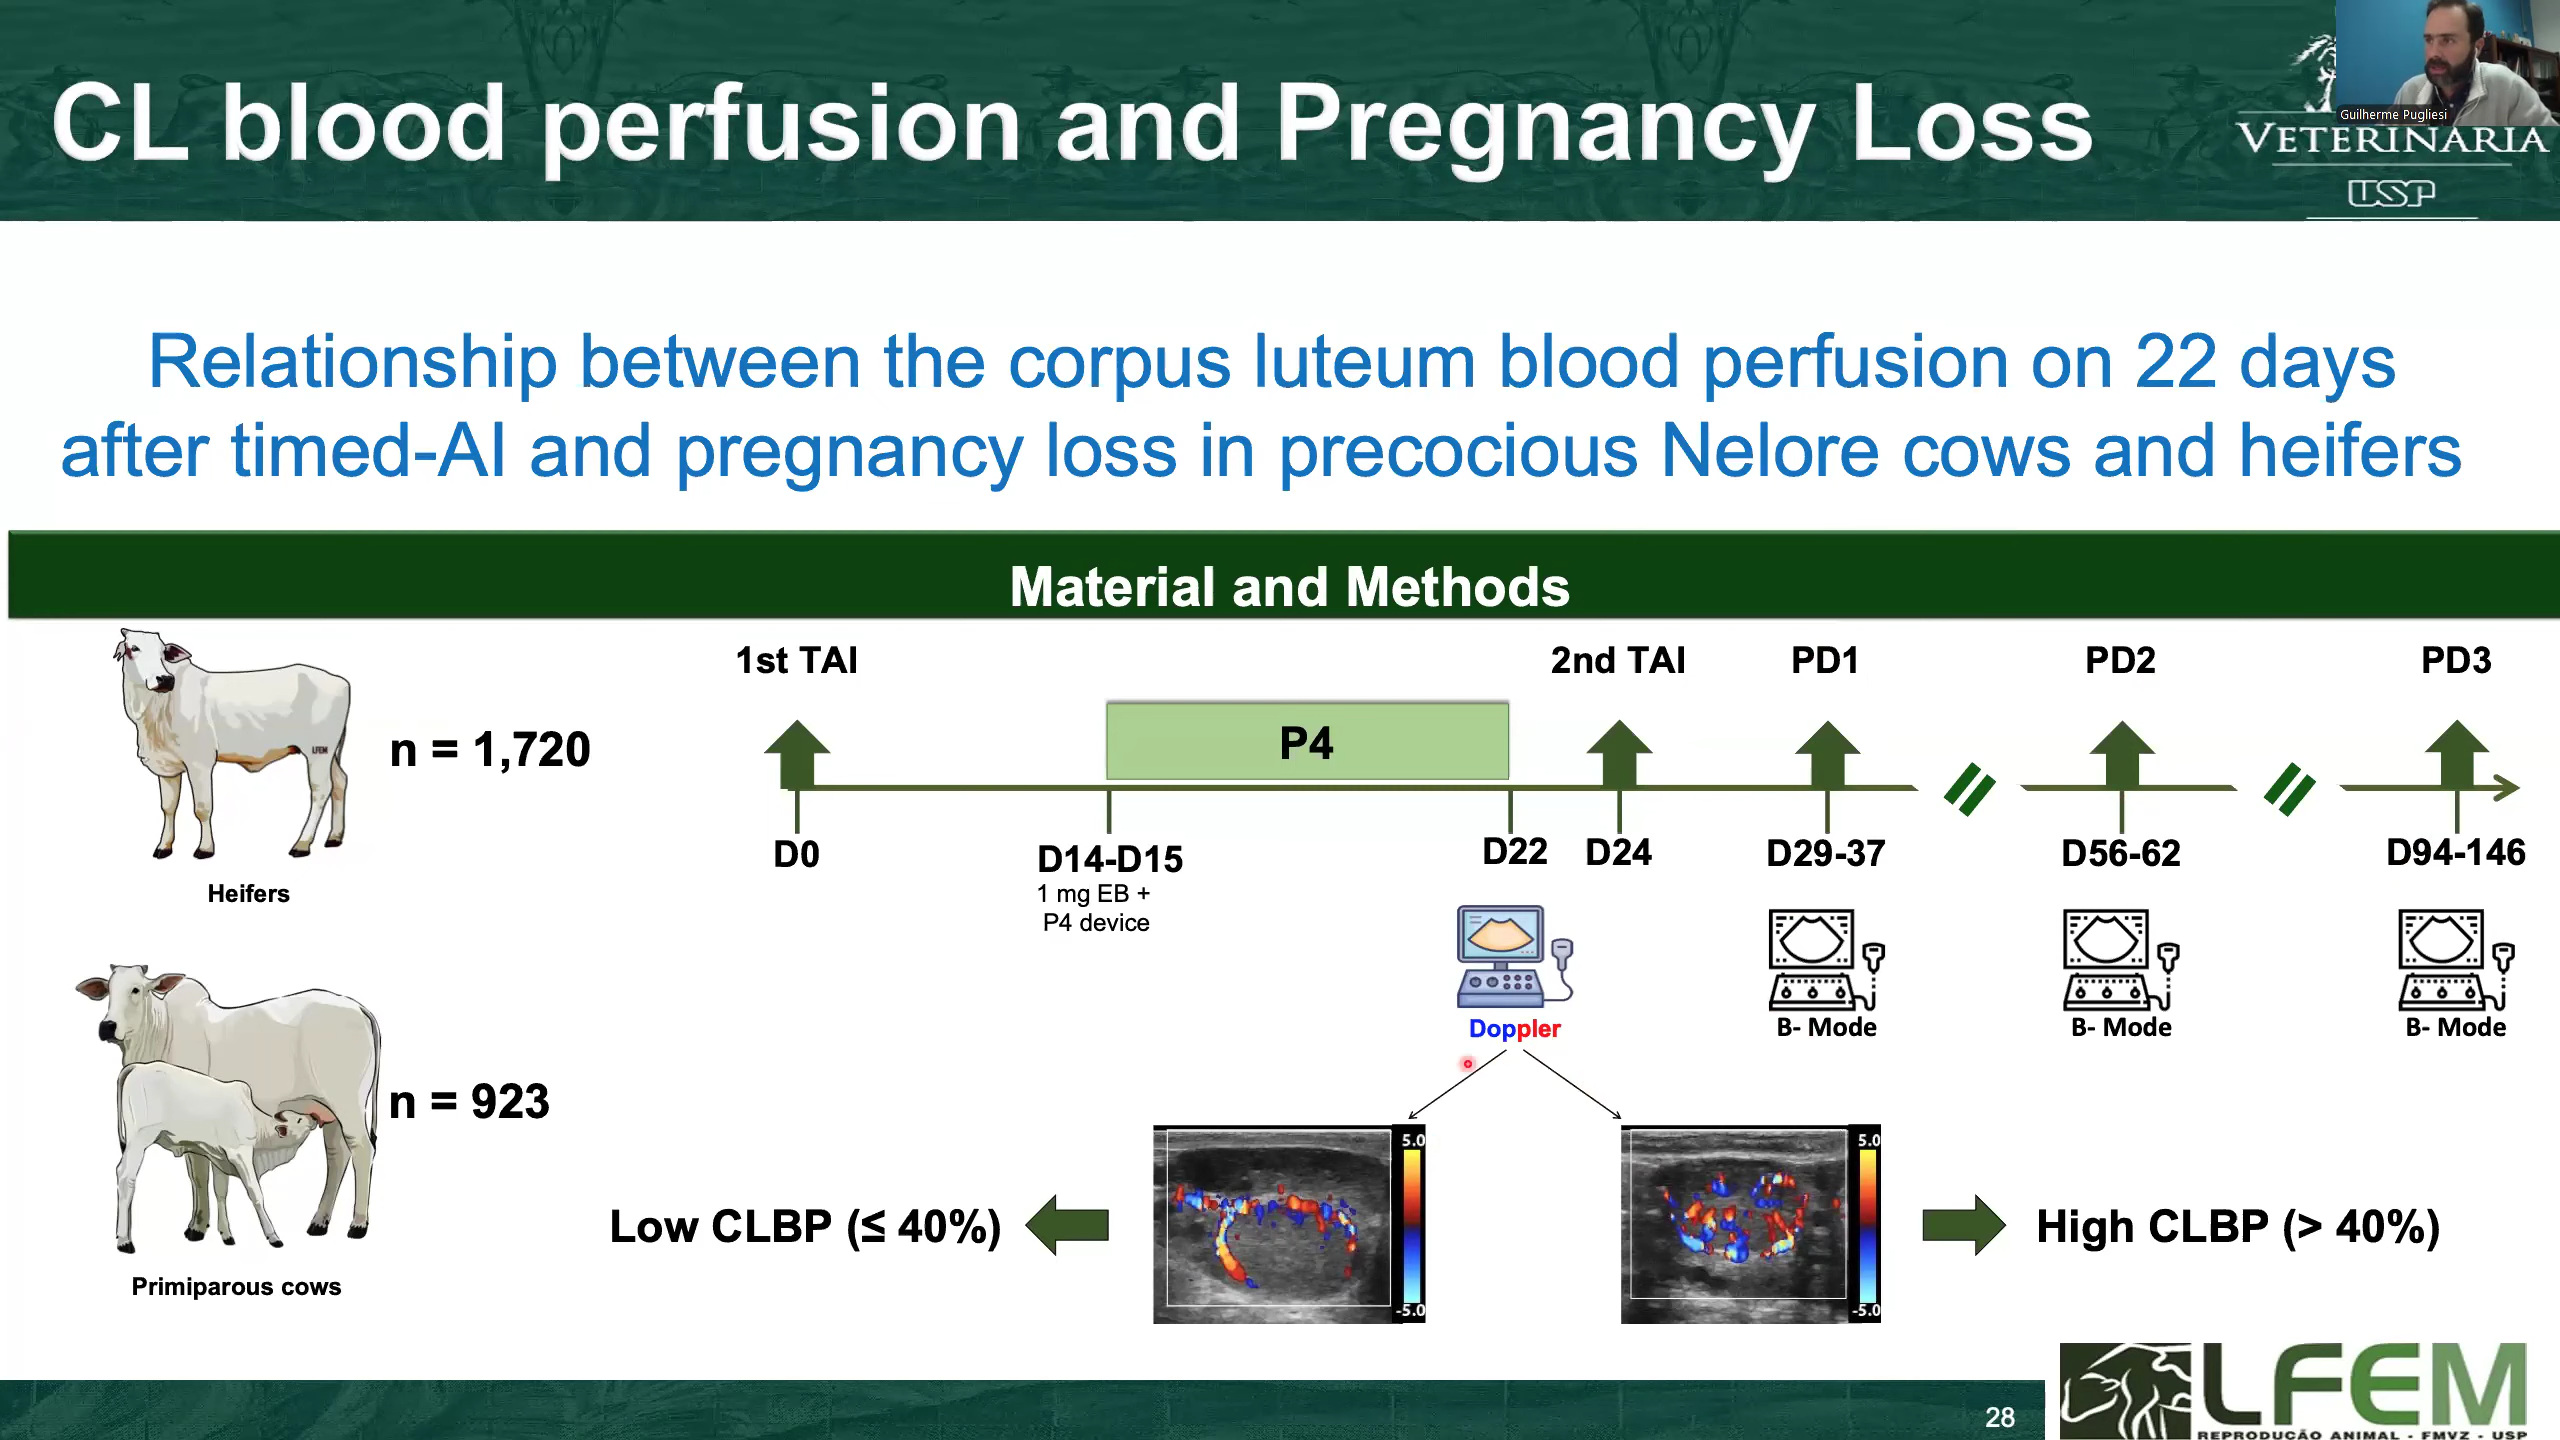 CL blood perfusion and Pregnancy Loss
Guilherme Pugliesi
VETERINARIA
USP
Relationship between the corpus luteum blood perfusion on 22 days
after timed-AI and pregnancy loss in precocious Nelore cows and heifers
Material and Methods
1st TAI
2nd TAI
PD1
PD2
PD3
LFEM
n = 1,720
P4
D0
D14-D15
D22
D24
D29-37
D56-62
D94-146
Heifers
1 mg EB +
P4 device
Doppler
B- Mode
B- Mode
B- Mode
n = 923
5.0
-5.0
5.0
-5.0
Low CLBP (≤ 40%)
High CLBP (> 40%)
Primiparous cows
28
LFEM
REPRODUÇÃO ANIMAL - FMVZ - USP